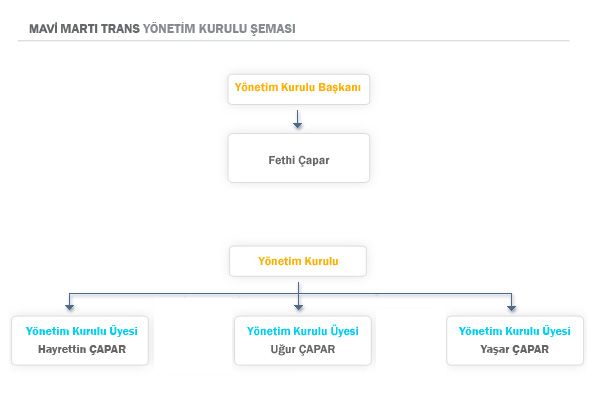 MAVİ MARTI TRANS YÖNETİM KURULU ŞEMASI
Yönetim Kurulu Başkanı
Fethi Çapar
Yönetim Kurulu
Yönetim Kurulu Üyesi
Hayrettin ÇAPAR
Yönetim Kurulu Üyesi
Uğur ÇAPAR
Yönetim Kurulu Üyesi
Yaşar ÇAPAR